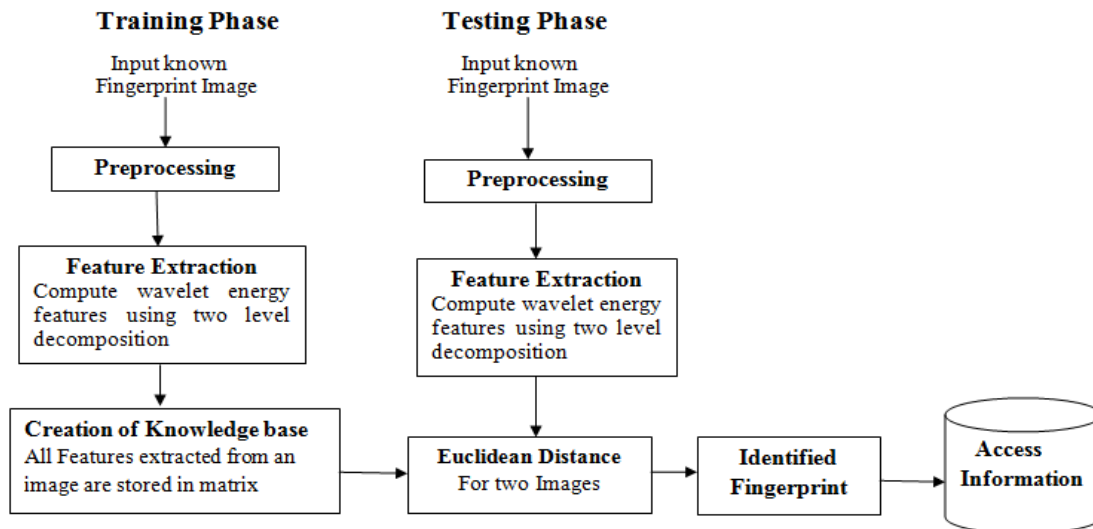 Training Phase
Input known
Fingerprint Image
Preprocessing
Feature Extraction
Compute wavelet energy
features using two level
decomposition
Creation of Knowledge base
All Features extracted from an
image are stored in matrix
Testing Phase
Input known
Fingerprint Image
Preprocessing
Feature Extraction
Compute wavelet energy
features using two level
decomposition
Euclidean Distance
For two Images
Identified
Fingerprint
Access
Information